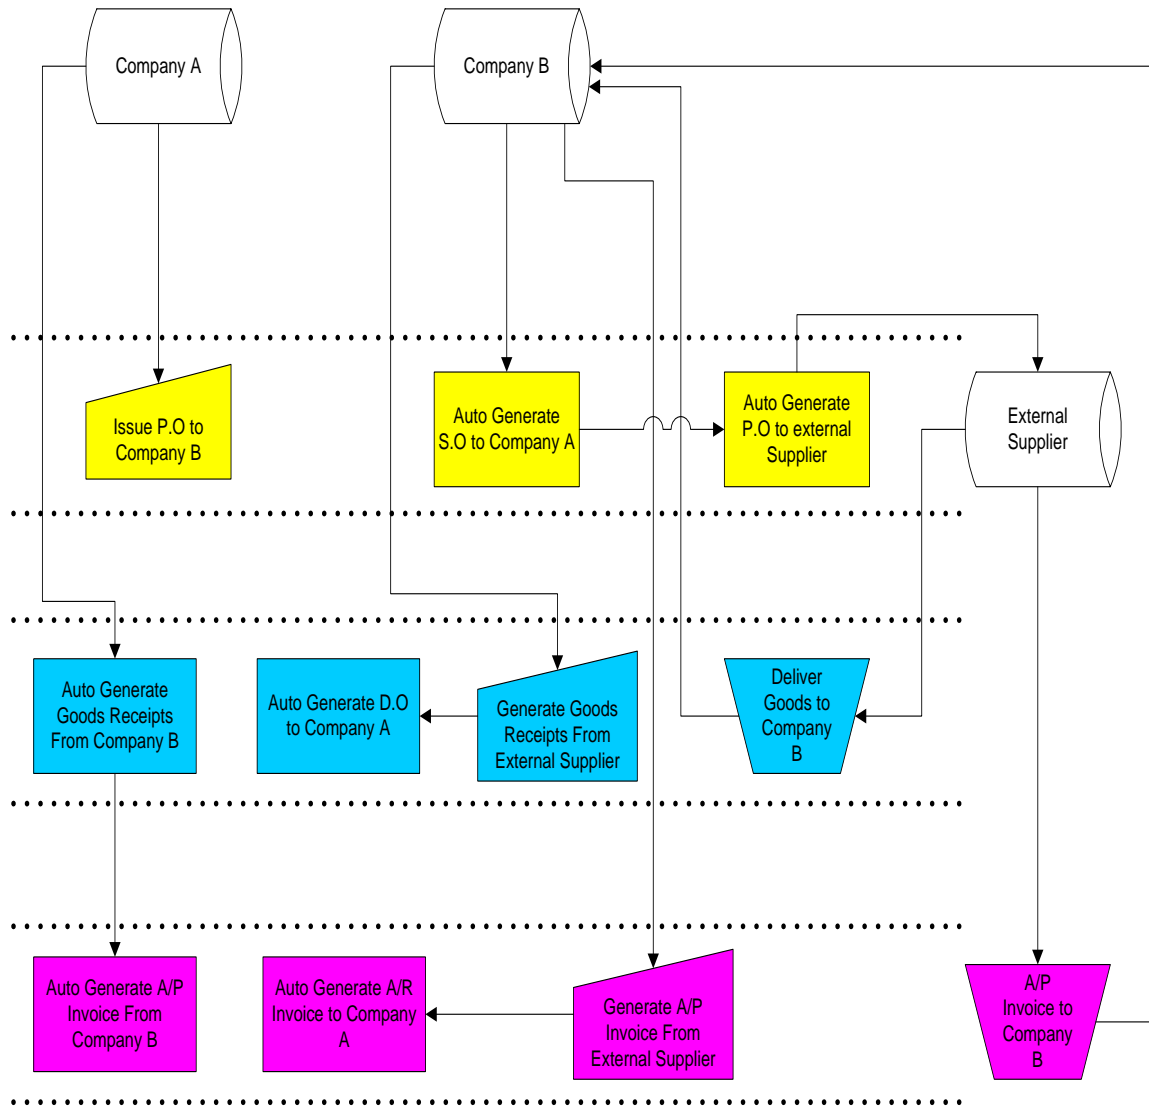 Company A
Company B
Issue P.O to
Company B
Auto Generate
S.O to Company A
Auto Generate
P.O to external
Supplier
External
Supplier
Auto Generate
Goods Receipts
From Company B
Auto Generate D.O
to Company A
Generate Goods
Receipts From
External Supplier
Deliver
Goods to
Company
B
Auto Generate A/P
Invoice From
Company B
Auto Generate A/R
Invoice to Company
A
Generate A/P
Invoice From
External Supplier
A/P
Invoice to
Company
B